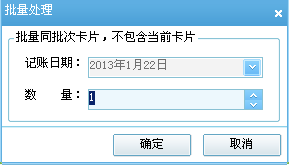 批量处理
批量同批次卡片，不包含当前卡片
记账日期： 2013年1月22日
数　　量： 1
确定 取消